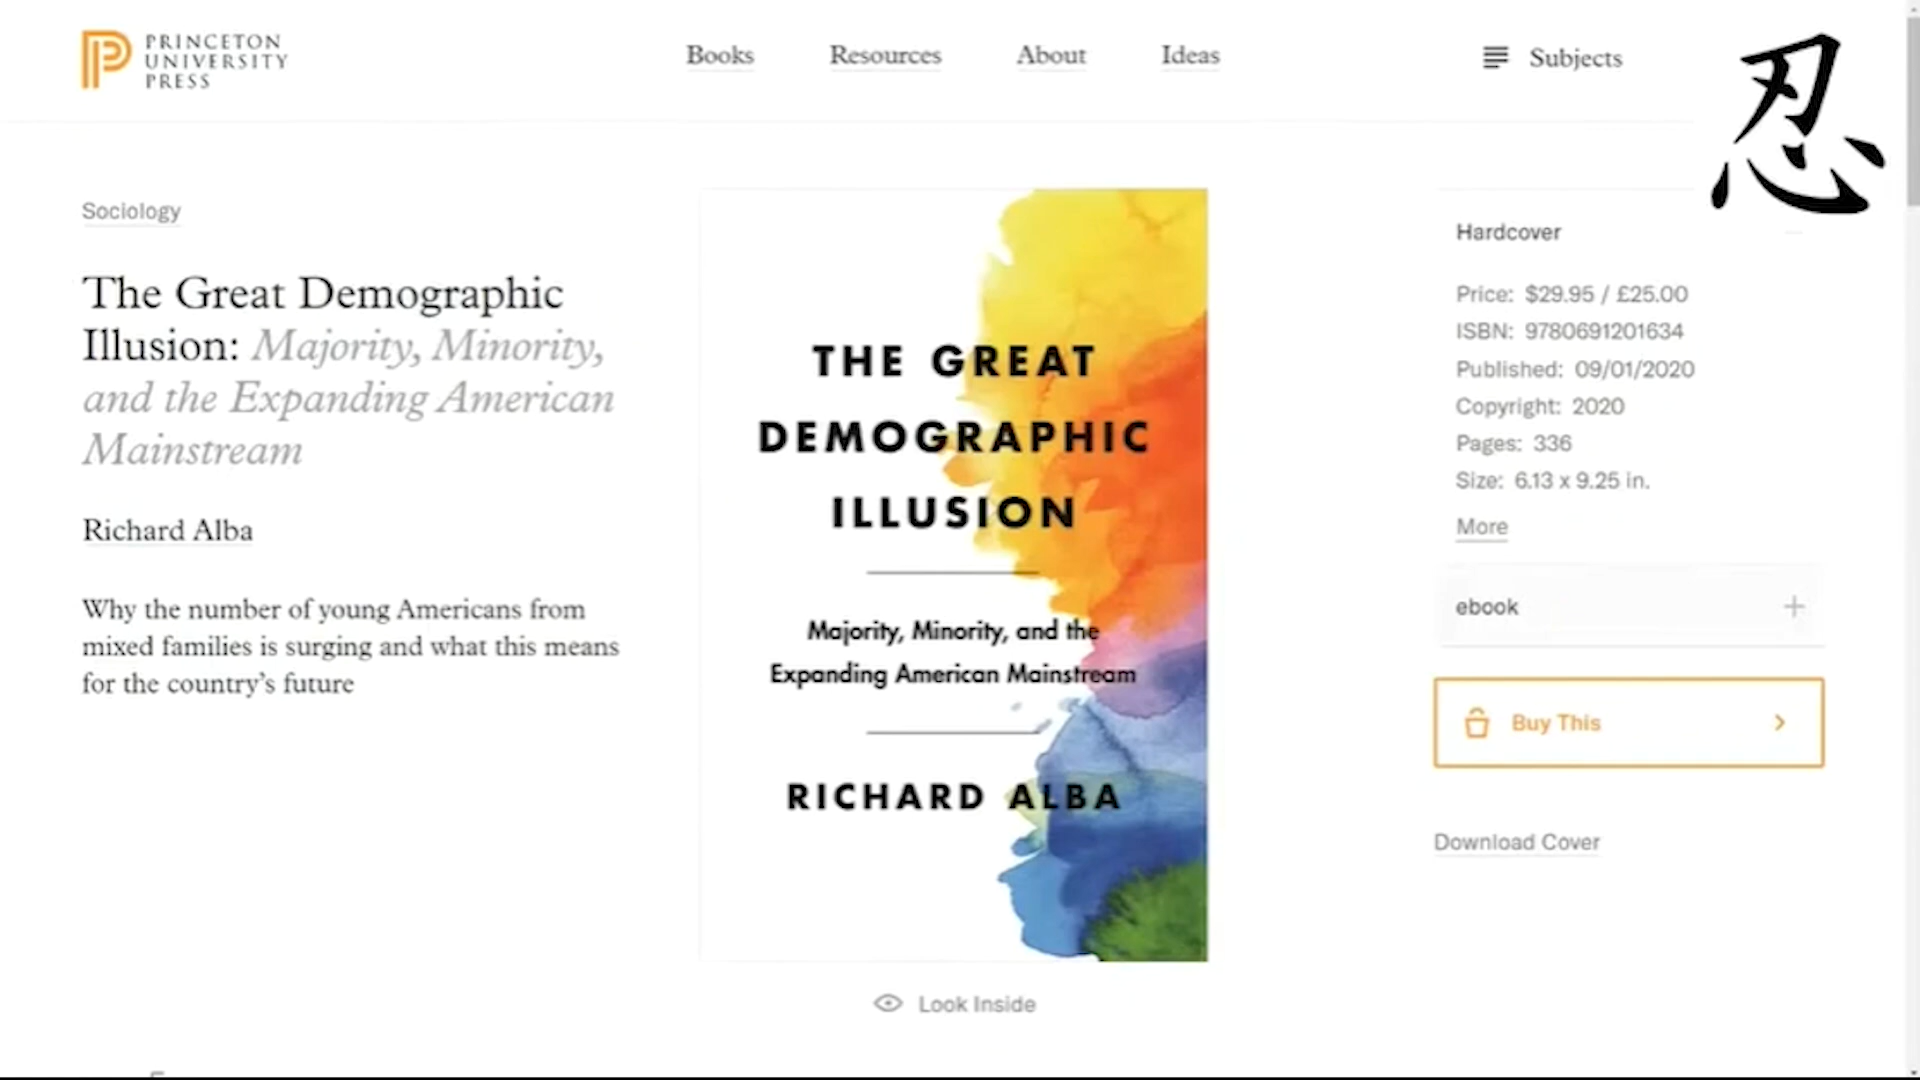 PRINCETON
UNIVERSITY
PRESS
Books
Resources
About
Ideas
Subjects
忍
Sociology
The Great Demographic
Illusion: Majority, Minority,
and the Expanding American
Mainstream
Richard Alba
Why the number of young Americans from
mixed families is surging and what this means
for the country's future
THE GREAT
DEMOGRAPHIC
ILLUSION
Majority, Minority, and the
Expanding American Mainstream
RICHARD ALBA
Look Inside
Hardcover
Price: $29.95 / £25.00
ISBN: 9780691201634
Published: 09/01/2020
Copyright: 2020
Pages: 336
Size: 6.13 x 9.25 in.
More
ebook
Buy This
Download Cover